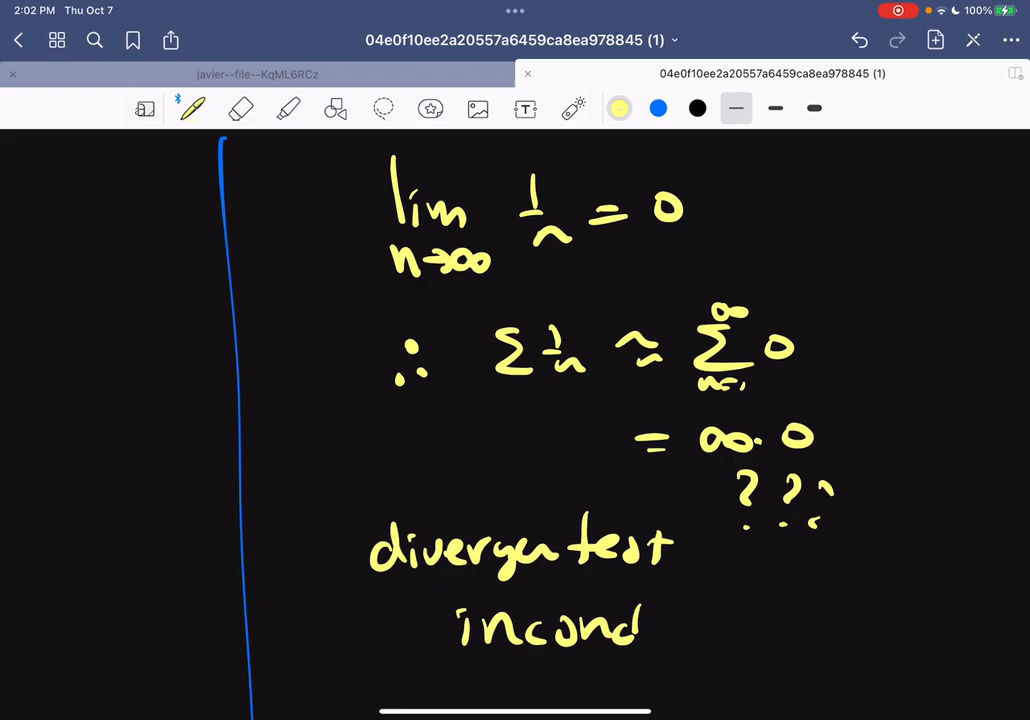 2:02 PM Thu Oct 7
100%
04e0f10ee2a20557a6459ca8ea978845 (1)
javier--file--KqML6RCz
04e0f10ee2a20557a6459ca8ea978845 (1)
lim n→∞ 1/n = 0
∴ Σ 1/n ≈ ∞ Σ n=1 0
= ∞ · 0
? ?
divergen test
incond